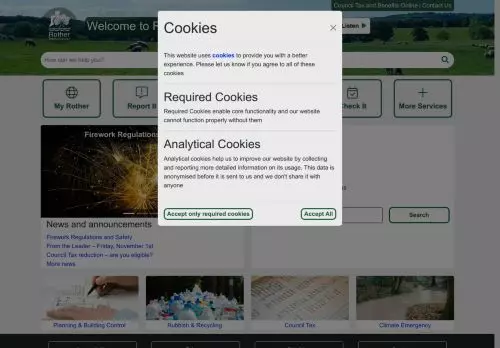 Council Tax and Benefits Online | Contact Us
Rother
Welcome to R
Listen
How can we help you?
My Rother
Report It
Check It
More Services
Cookies
This website uses cookies to provide you with a better
experience. Please let us know if you agree to all of these
cookies
Required Cookies
Required Cookies enable core functionality and our website
cannot function properly without them
Analytical Cookies
Analytical cookies help us to improve our website by collecting
and reporting more detailed information on its usage. This data is
anonymised before it is sent to us and we don't share it with
anyone
Accept only required cookies
Accept All
Firework Regulations
Search
News and announcements
Firework Regulations and Safety
From the Leader – Friday, November 1st
Council Tax reduction – are you eligible?
More news
Planning & Building Control
Rubbish & Recycling
Council Tax
Climate Emergency